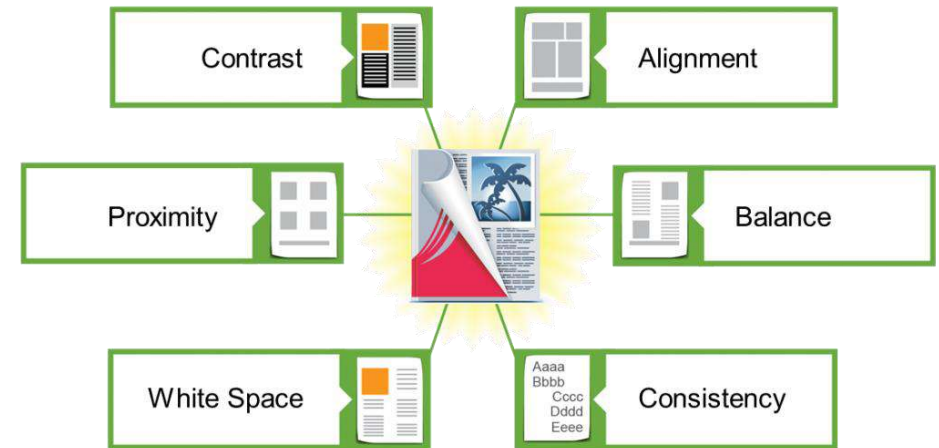 Contrast
Alignment
Proximity
Balance
White Space
Aaaa
Bbbb
Cccc
Dddd
Eeee
Consistency